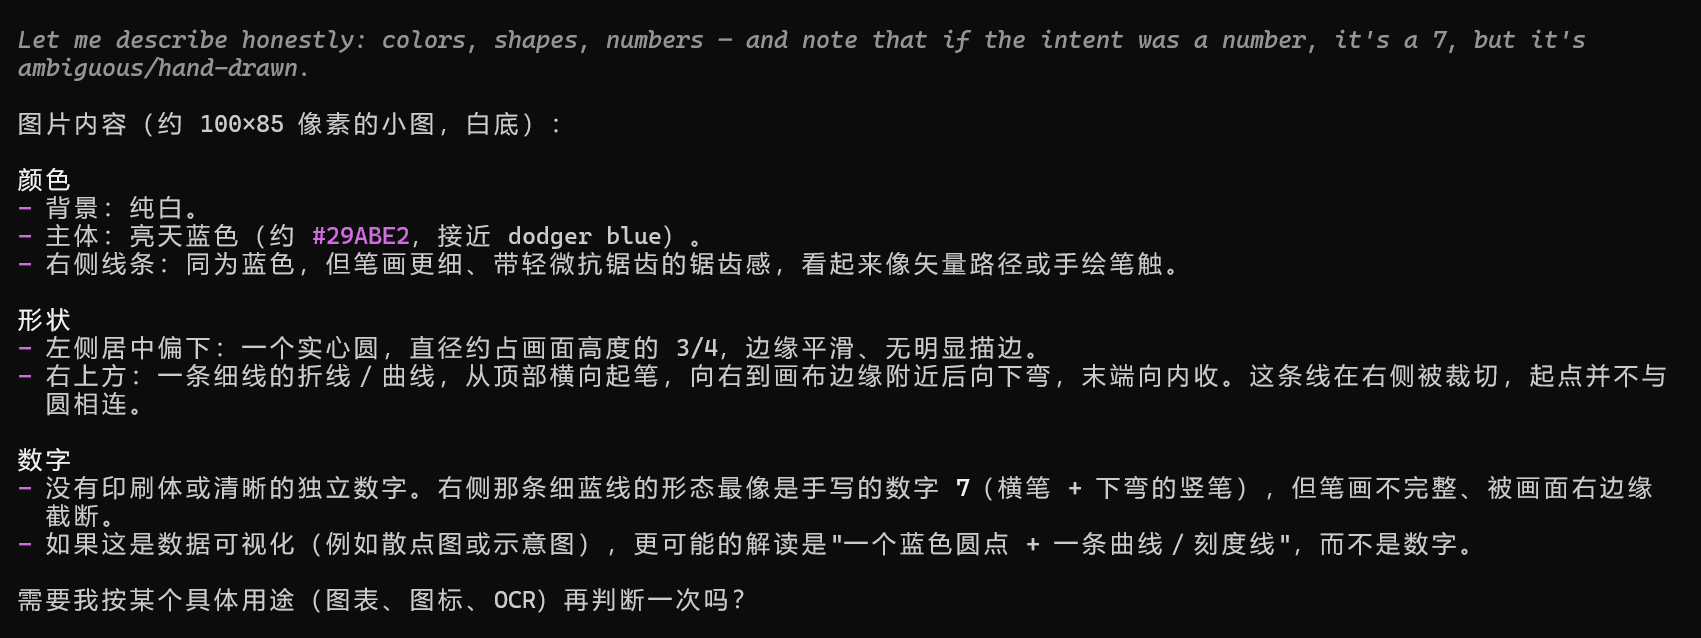 Let me describe honestly: colors, shapes, numbers — and note that if the intent was a number, it's a 7, but it's
ambiguous/hand-drawn.
图片内容（约 100×85 像素的小图，白底）：
颜色
- 背景：纯白。
- 主体：亮天蓝色（约 #29ABE2，接近 dodger blue）。
- 右侧线条：同为蓝色，但笔画更细、带轻微抗锯齿的锯齿感，看起来像矢量路径或手绘笔触。
形状
- 左侧居中偏下：一个实心圆，直径约占画面高度的 3/4，边缘平滑、无明显描边。
- 右上方：一条细线的折线 / 曲线，从顶部横向起笔，向右到画布边缘附近后向下弯，末端向内收。这条线在右侧被裁切，起点并不与
圆相连。
数字
- 没有印刷体或清晰的独立数字。右侧那条细蓝线的形态最像是手写的数字 7（横笔 + 下弯的竖笔），但笔画不完整、被画面右边缘
截断。
- 如果这是数据可视化（例如散点图或示意图），更可能的解读是"一个蓝色圆点 + 一条曲线 / 刻度线"，而不是数字。
需要我按某个具体用途（图表、图标、OCR）再判断一次吗？